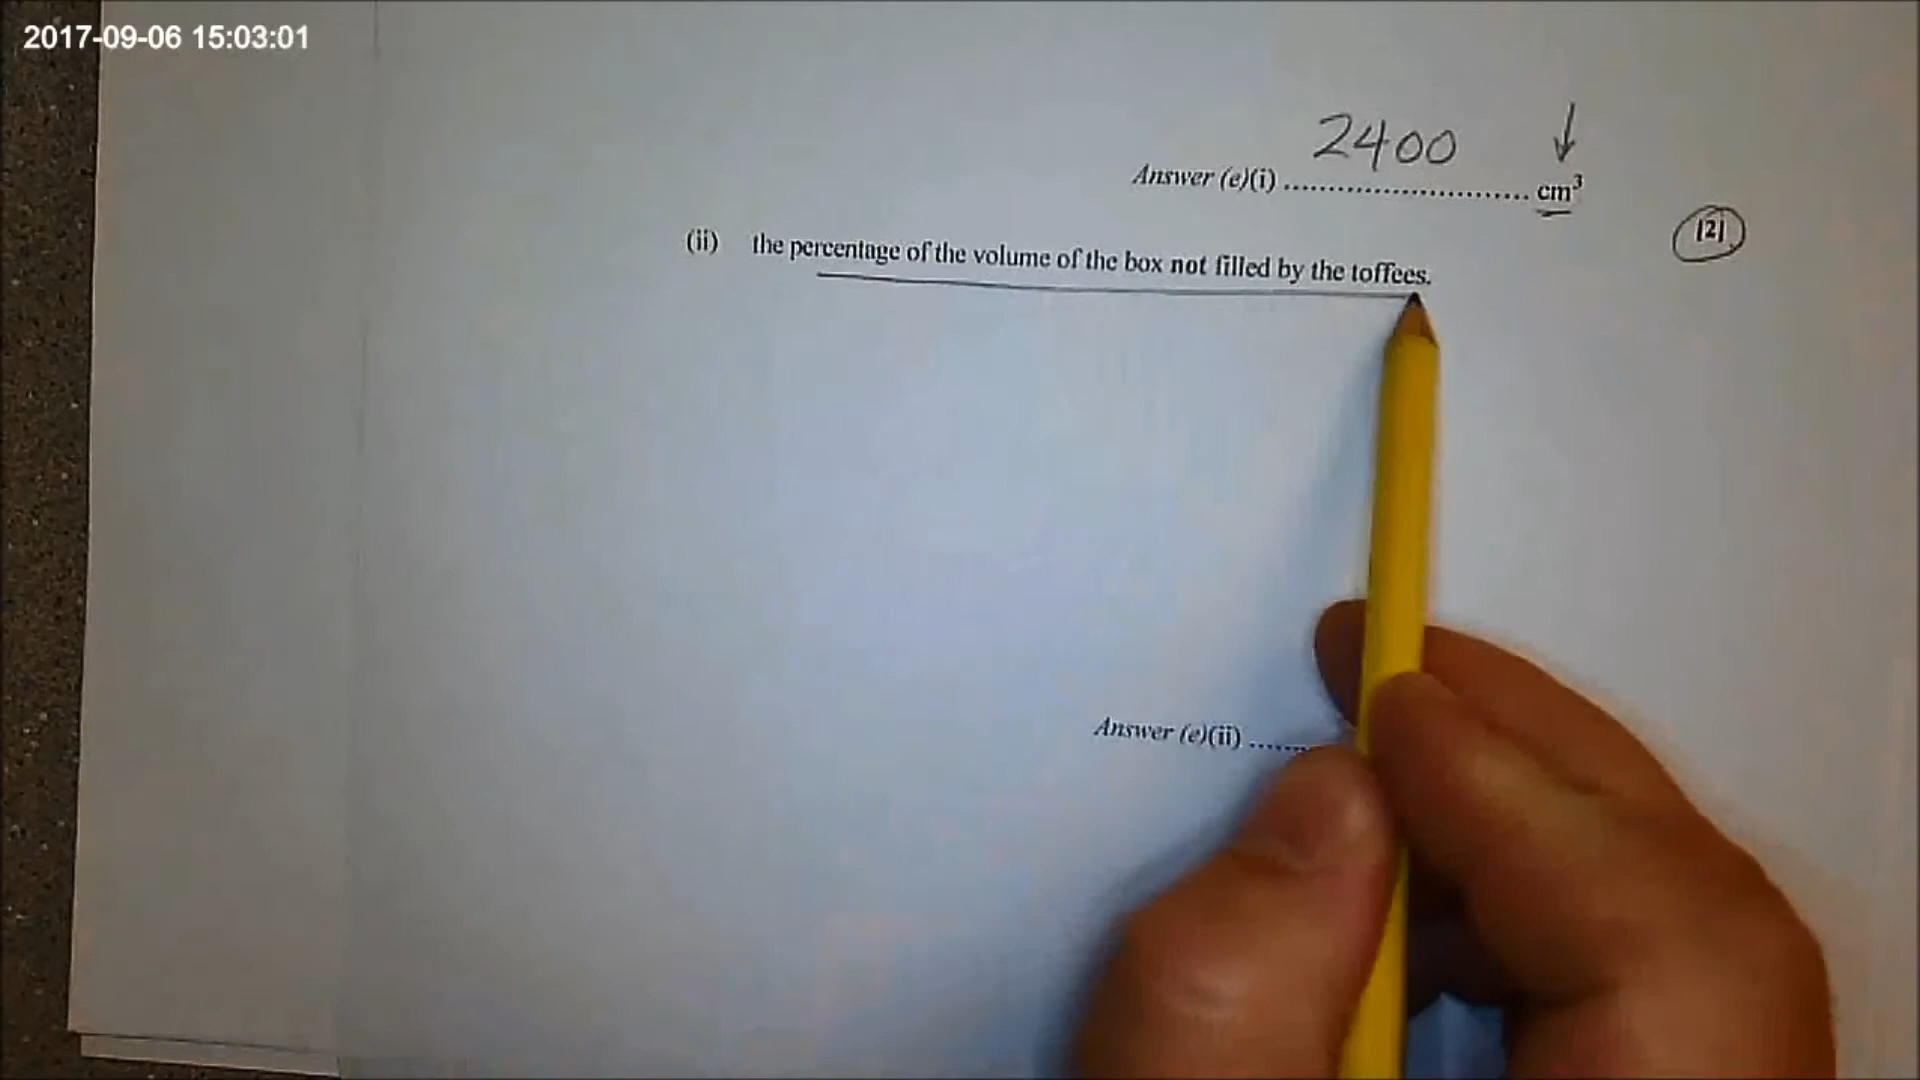 2017-09-06 15:03:01
2400
Answer (e)(i) ............................ cm³
[2]
(ii) the percentage of the volume of the box not filled by the toffees.
Answer (e)(ii) .......